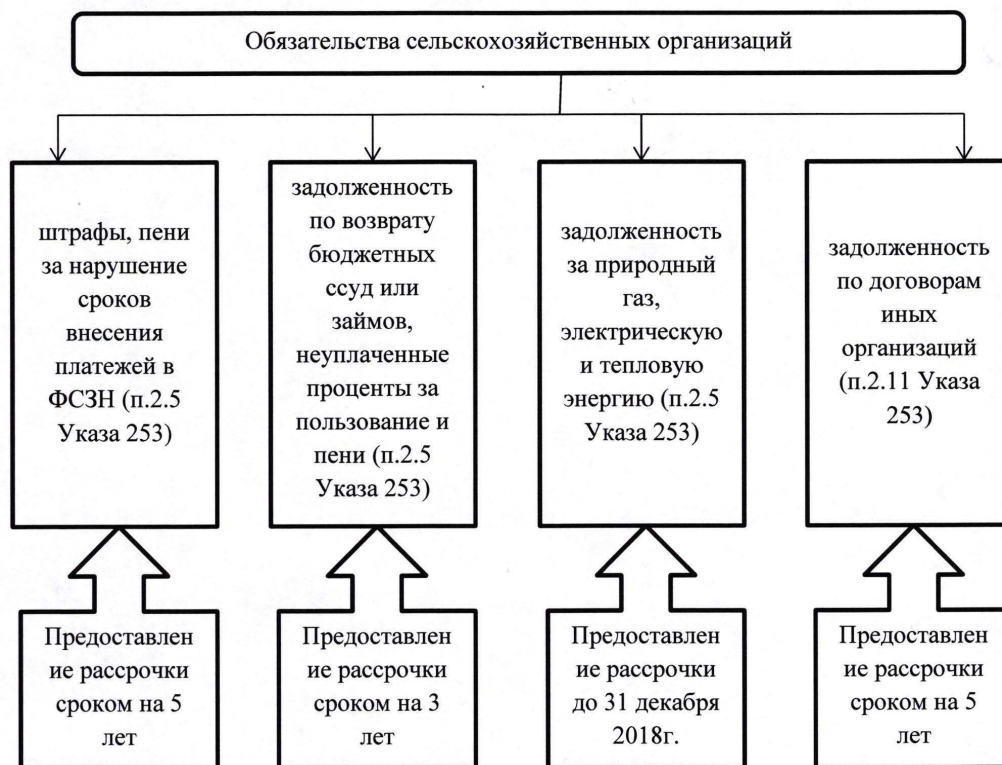 Обязательства сельскохозяйственных организаций
штрафы, пени
за нарушение
сроков
внесения
платежей в
ФСЗН (п.2.5
Указа 253)
задолженность
по возврату
бюджетных
ссуд или
займов,
неуплаченные
проценты за
пользование и
пени (п.2.5
Указа 253)
задолженность
за природный
газ,
электрическую
и тепловую
энергию (п.2.5
Указа 253)
задолженность
по договорам
иных
организаций
(п.2.11 Указа
253)
Предоставлен
ие рассрочки
сроком на 5
лет
Предоставлен
ие рассрочки
сроком на 3
лет
Предоставлен
ие рассрочки
до 31 декабря
2018г.
Предоставлен
ие рассрочки
сроком на 5
лет